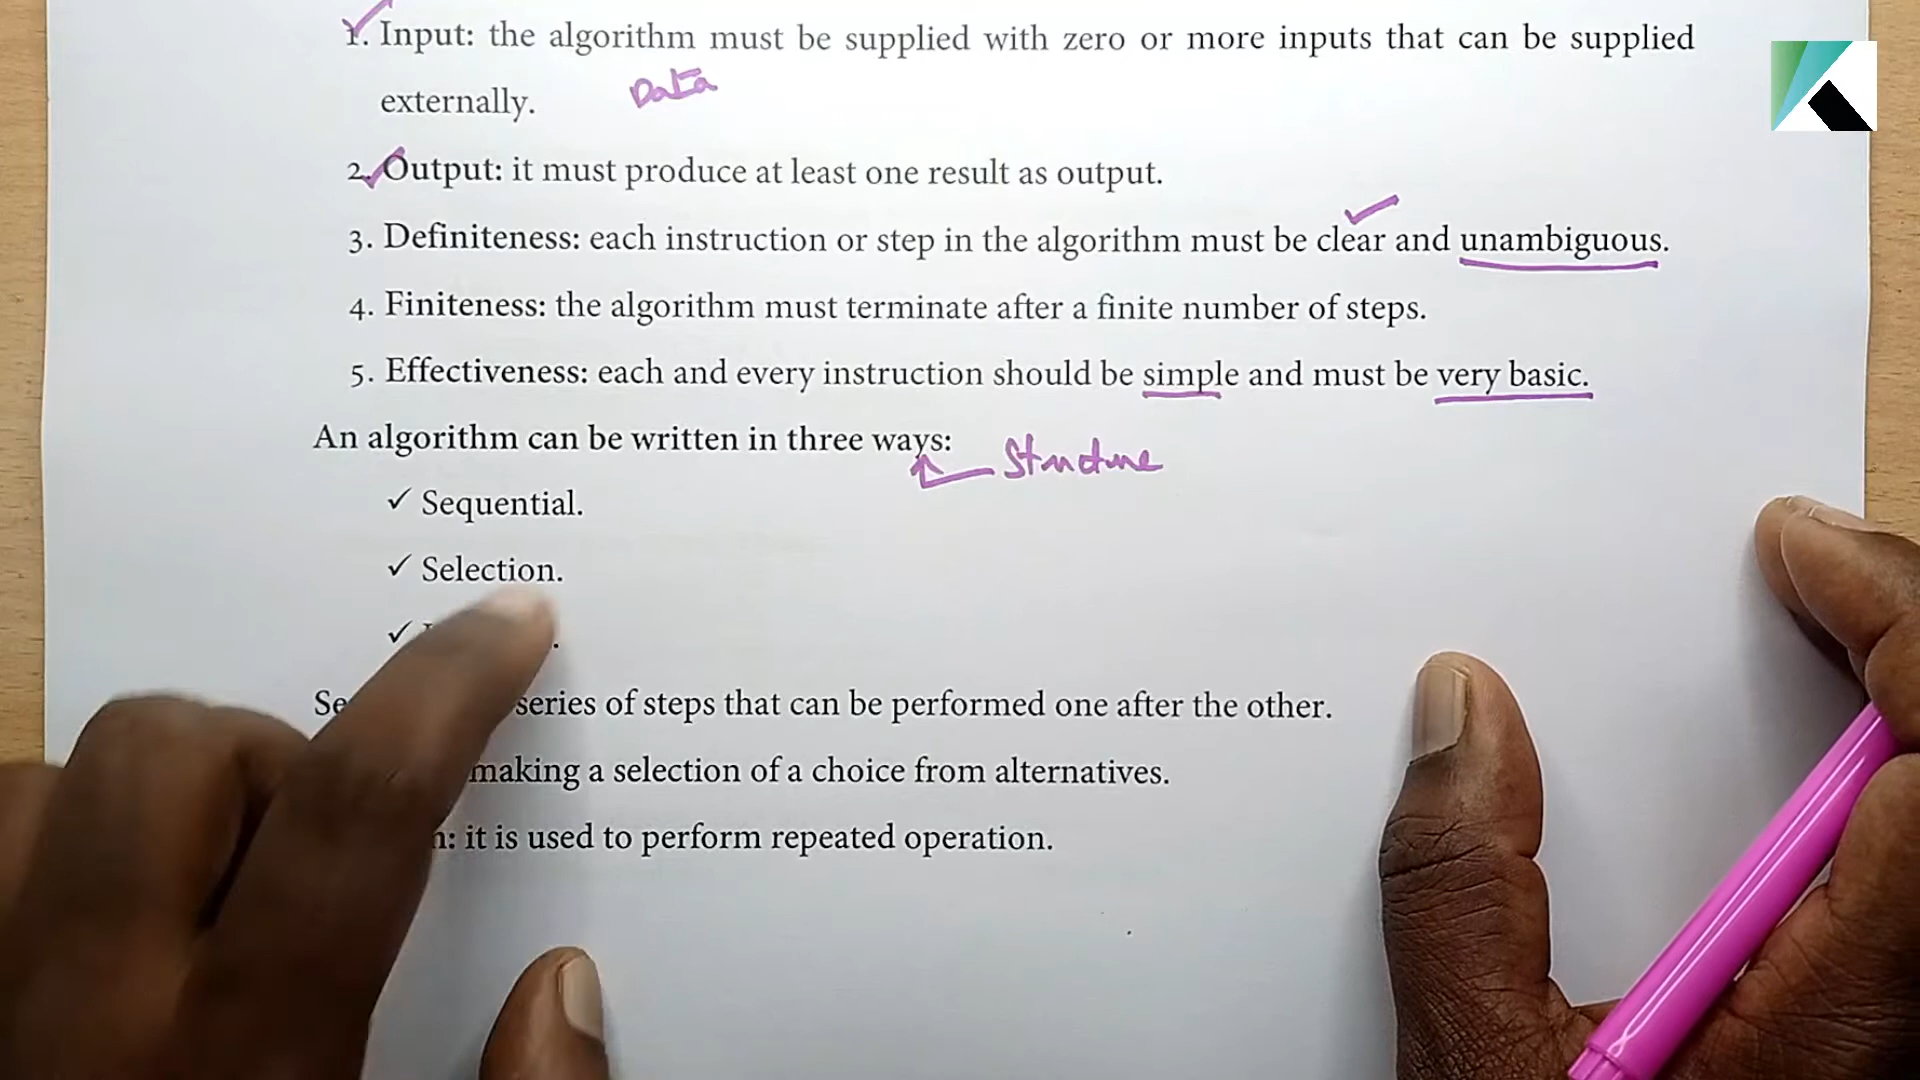 1. Input: the algorithm must be supplied with zero or more inputs that can be supplied
externally.
Data
2. Output: it must produce at least one result as output.
3. Definiteness: each instruction or step in the algorithm must be clear and unambiguous.
4. Finiteness: the algorithm must terminate after a finite number of steps.
5. Effectiveness: each and every instruction should be simple and must be very basic.
An algorithm can be written in three ways:
Structure
✓ Sequential.
✓ Selection.
✓
series of steps that can be performed one after the other.
making a selection of a choice from alternatives.
it is used to perform repeated operation.